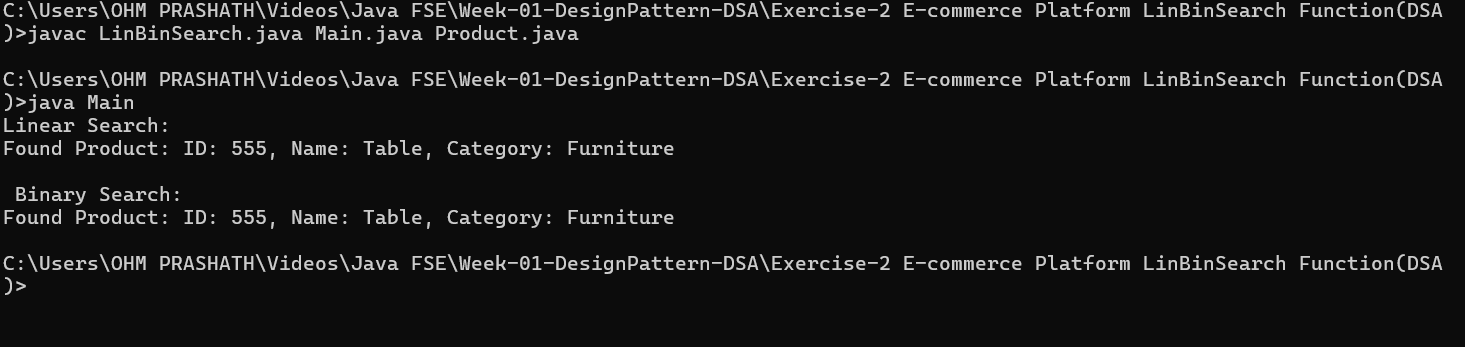 C:\Users\OHM PRASHATH\Videos\Java FSE\Week-01-DesignPattern-DSA\Exercise-2 E-commerce Platform LinBinSearch Function(DSA
)>javac LinBinSearch.java Main.java Product.java
C:\Users\OHM PRASHATH\Videos\Java FSE\Week-01-DesignPattern-DSA\Exercise-2 E-commerce Platform LinBinSearch Function(DSA
)>java Main
Linear Search:
Found Product: ID: 555, Name: Table, Category: Furniture
Binary Search:
Found Product: ID: 555, Name: Table, Category: Furniture
C:\Users\OHM PRASHATH\Videos\Java FSE\Week-01-DesignPattern-DSA\Exercise-2 E-commerce Platform LinBinSearch Function(DSA
)>